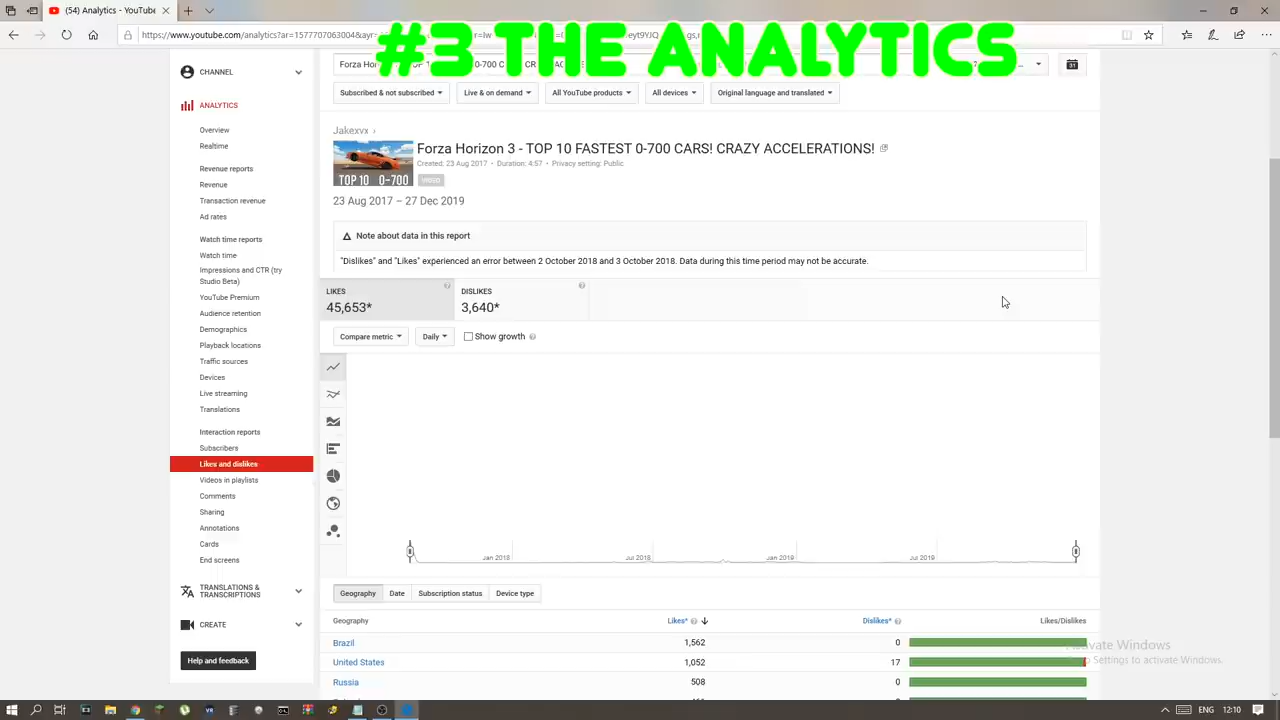 #3 THE ANALYTICS
https://www.youtube.com/analytics?ar=1577707063004&ayr=
CHANNEL
ANALYTICS
Overview
Realtime
Revenue reports
Revenue
Transaction revenue
Ad rates
Watch time reports
Watch time
Impressions and CTR (try
Studio Beta)
YouTube Premium
Audience retention
Demographics
Playback locations
Traffic sources
Devices
Live streaming
Translations
Interaction reports
Subscribers
Likes and dislikes
Videos in playlists
Comments
Sharing
Annotations
Cards
End screens
TRANSLATIONS &
TRANSCRIPTIONS
CREATE
Help and feedback
Subscribed & not subscribed
Live & on demand
All YouTube products
All devices
Original language and translated
Jakexvx ›
Forza Horizon 3 - TOP 10 FASTEST 0-700 CARS! CRAZY ACCELERATIONS!
Created: 23 Aug 2017 • Duration: 4:57 • Privacy setting: Public
TOP 10 0-700
VIDEO
23 Aug 2017 – 27 Dec 2019
Note about data in this report
"Dislikes" and "Likes" experienced an error between 2 October 2018 and 3 October 2018. Data during this time period may not be accurate.
LIKES
45,653*
DISLIKES
3,640*
Compare metric
Daily
Show growth
Jan 2018
Jul 2018
Jan 2019
Jul 2019
Geography
Date
Subscription status
Device type
Geography
Likes*
Dislikes*
Likes/Dislikes
Brazil
1,562
0
United States
1,052
17
Russia
508
0
Activate Windows
Settings to activate Windows.
ENG
12:10